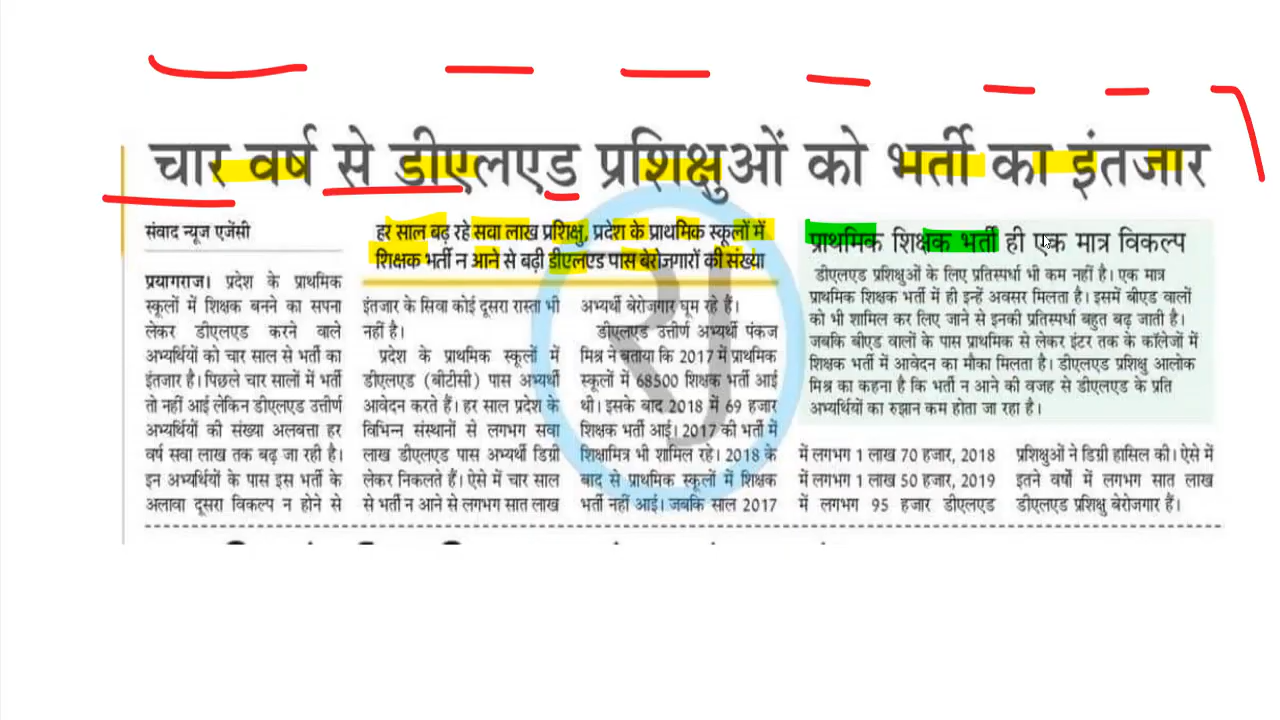 चार वर्ष से डीएलएड प्रशिक्षुओं को भर्ती का इंतजार
संवाद न्यूज एजेंसी
प्रयागराज। प्रदेश के प्राथमिक
स्कूलों में शिक्षक बनने का सपना
लेकर डीएलएड करने वाले
अभ्यर्थियों को चार साल से भर्ती का
इंतजार है। पिछले चार सालों में भर्ती
तो नहीं आई लेकिन डीएलएड उत्तीर्ण
अभ्यर्थियों की संख्या अलबत्ता हर
वर्ष सवा लाख तक बढ़ जा रही है।
इन अभ्यर्थियों के पास इस भर्ती के
अलावा दूसरा विकल्प न होने से
हर साल बढ़ रहे सवा लाख प्रशिक्षु, प्रदेश के प्राथमिक स्कूलों में
शिक्षक भर्ती न आने से बढ़ी डीएलएड पास बेरोजगारों की संख्या
इंतजार के सिवा कोई दूसरा रास्ता भी
नहीं है।
प्रदेश के प्राथमिक स्कूलों में
डीएलएड (बीटीसी) पास अभ्यर्थी
आवेदन करते हैं। हर साल प्रदेश के
विभिन्न संस्थानों से लगभग सवा
लाख डीएलएड पास अभ्यर्थी डिग्री
लेकर निकलते हैं। ऐसे में चार साल
से भर्ती न आने से लगभग सात लाख
अभ्यर्थी बेरोजगार घूम रहे हैं।
डीएलएड उत्तीर्ण अभ्यर्थी पंकज
मिश्र ने बताया कि 2017 में प्राथमिक
स्कूलों में 68500 शिक्षक भर्ती आई
थी। इसके बाद 2018 में 69 हजार
शिक्षक भर्ती आई। 2017 की भर्ती में
शिक्षामित्र भी शामिल रहे। 2018 के
बाद से प्राथमिक स्कूलों में शिक्षक
भर्ती नहीं आई। जबकि साल 2017
प्राथमिक शिक्षक भर्ती ही एक मात्र विकल्प
डीएलएड प्रशिक्षुओं के लिए प्रतिस्पर्धा भी कम नहीं है। एक मात्र
प्राथमिक शिक्षक भर्ती में ही इन्हें अवसर मिलता है। इसमें बीएड वालों
को भी शामिल कर लिए जाने से इनकी प्रतिस्पर्धा बहुत बढ़ जाती है।
जबकि बीएड वालों के पास प्राथमिक से लेकर इंटर तक के कॉलेजों में
शिक्षक भर्ती में आवेदन का मौका मिलता है। डीएलएड प्रशिक्षु आलोक
मिश्र का कहना है कि भर्ती न आने की वजह से डीएलएड के प्रति
अभ्यर्थियों का रुझान कम होता जा रहा है।
में लगभग 1 लाख 70 हजार, 2018
में लगभग 1 लाख 50 हजार, 2019
में लगभग 95 हजार डीएलएड
प्रशिक्षुओं ने डिग्री हासिल की। ऐसे में
इतने वर्षों में लगभग सात लाख
डीएलएड प्रशिक्षु बेरोजगार हैं।